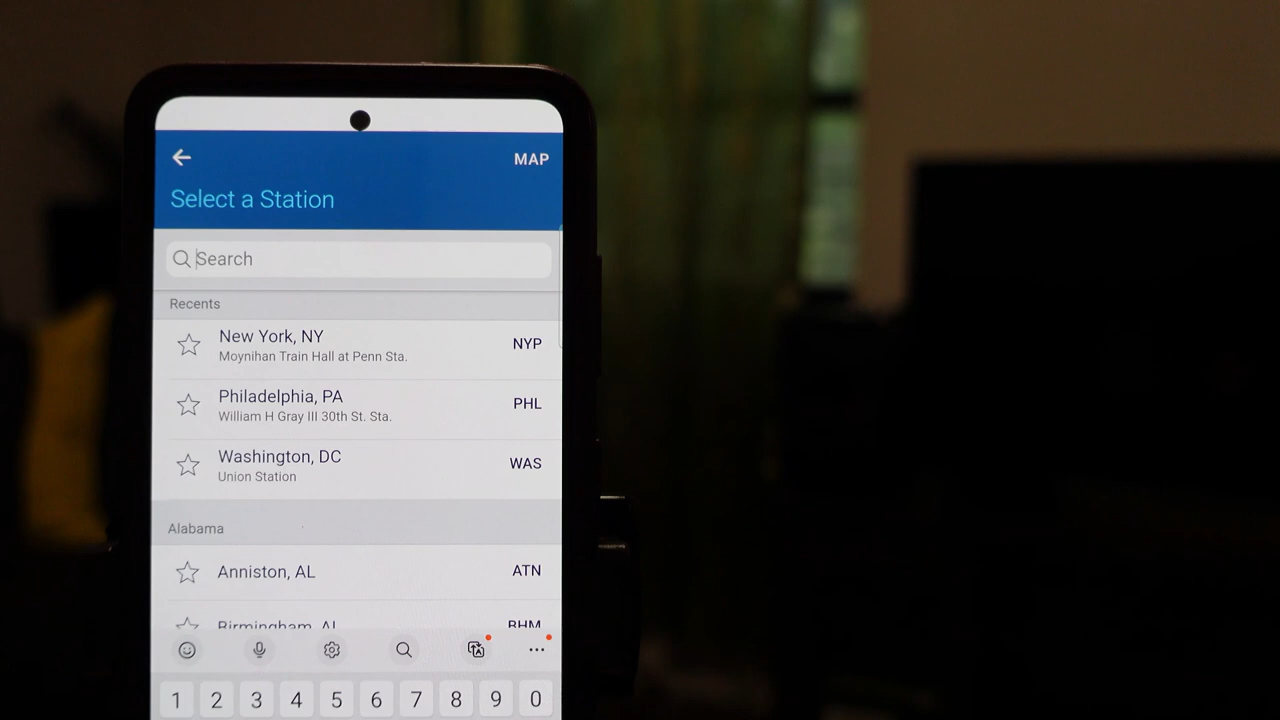 MAP
Select a Station
Search
Recents
New York, NY
NYP
Moynihan Train Hall at Penn Sta.
Philadelphia, PA
PHL
William H Gray III 30th St. Sta.
Washington, DC
WAS
Union Station
Alabama
Anniston, AL
ATN
Birmingham, AL
BHM
1 2 3 4 5 6 7 8 9 0